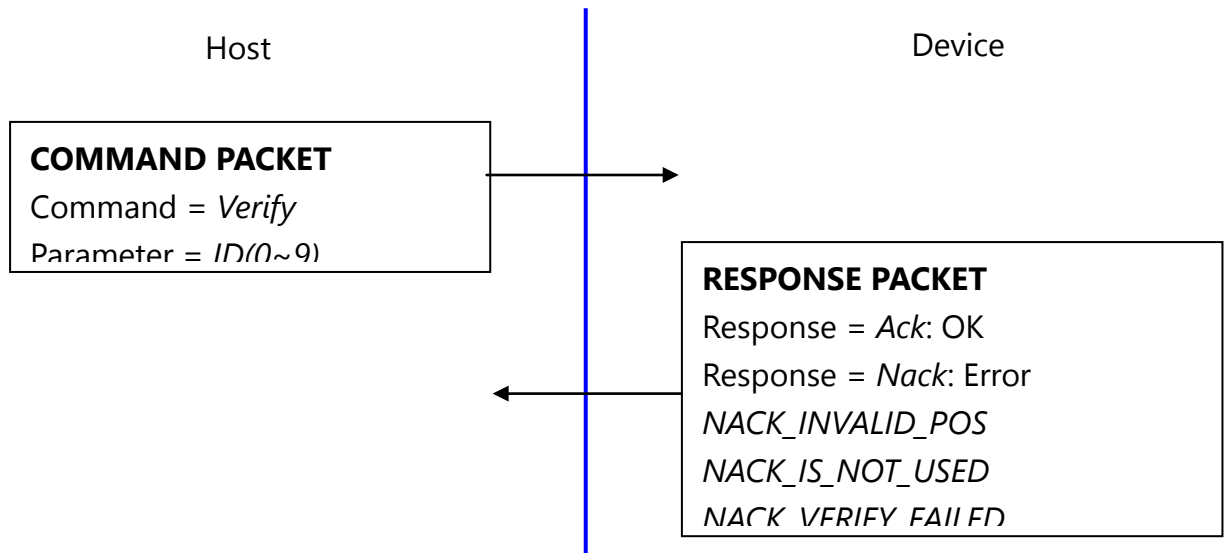 Host
Device
COMMAND PACKET
Command = Verify
Parameter = ID(0~9)
RESPONSE PACKET
Response = Ack: OK
Response = Nack: Error
NACK_INVALID_POS
NACK_IS_NOT_USED
NACK_VERIFY_FAILED